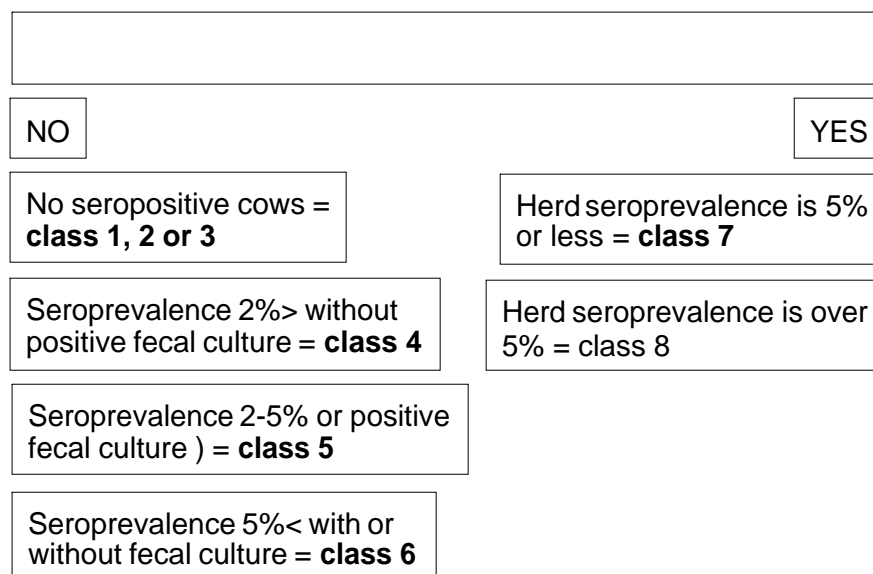 NO
YES
No seropositive cows =
class 1, 2 or 3
Herd seroprevalence is 5%
or less = class 7
Seroprevalence 2%> without
positive fecal culture = class 4
Herd seroprevalence is over
5% = class 8
Seroprevalence 2-5% or positive
fecal culture ) = class 5
Seroprevalence 5%< with or
without fecal culture = class 6